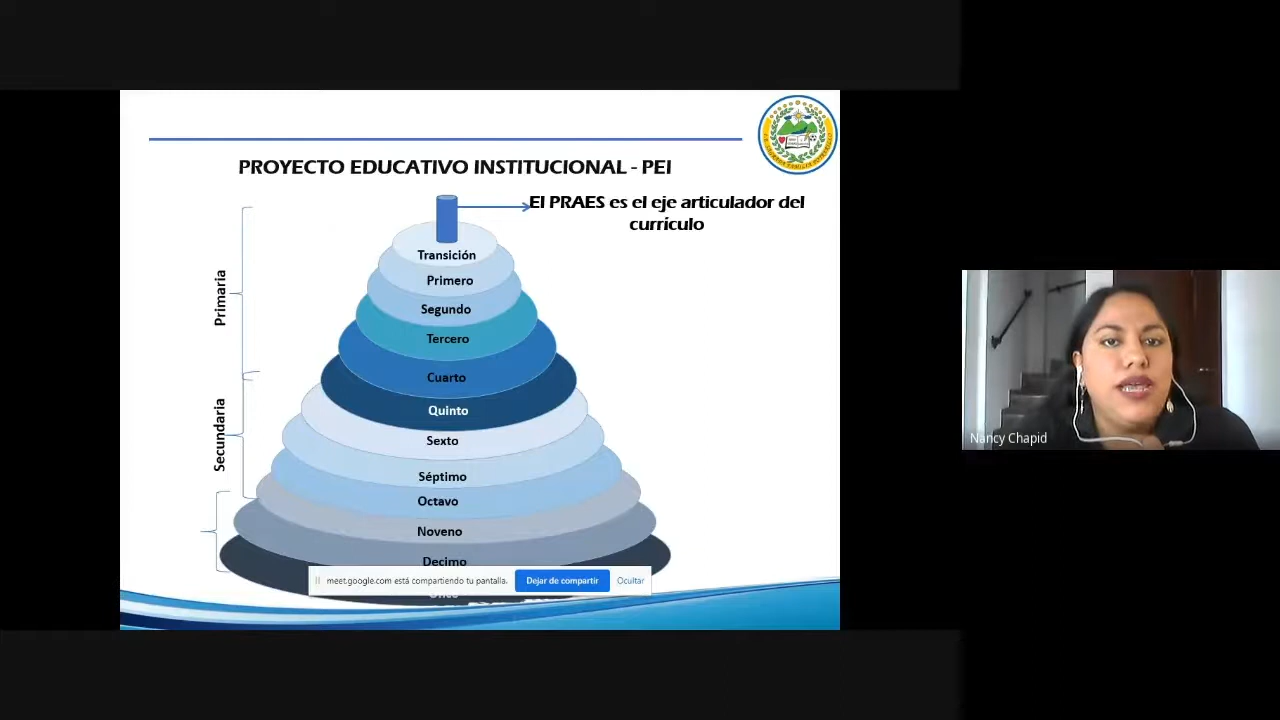 PROYECTO EDUCATIVO INSTITUCIONAL - PEI
El PRAES es el eje articulador del
currículo
Primaria
Secundaria
Transición
Primero
Segundo
Tercero
Cuarto
Quinto
Sexto
Séptimo
Octavo
Noveno
Decimo
meet.google.com está compartiendo tu pantalla.
Dejar de compartir
Ocultar
Nancy Chapid